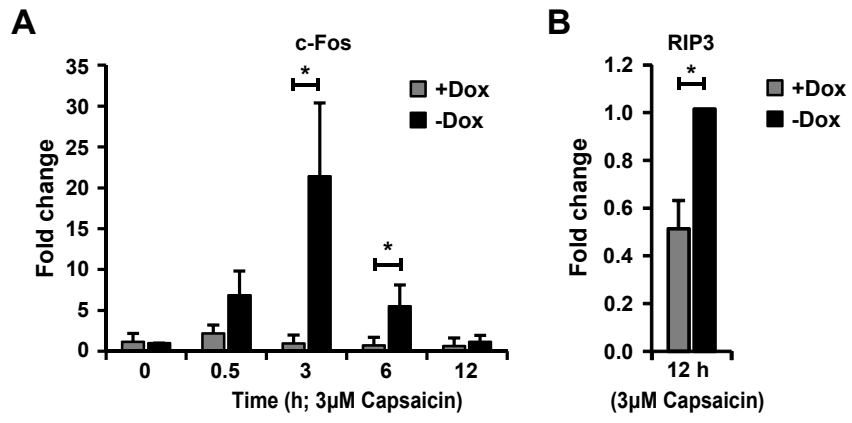 A
c-Fos
*
*
+Dox
-Dox
Fold change
35
30
25
20
15
10
5
0
0 0.5 3 6 12
Time (h; 3µM Capsaicin)
B
RIP3
*
+Dox
-Dox
Fold change
1.2
1.0
0.8
0.6
0.4
0.2
0.0
12 h
(3µM Capsaicin)